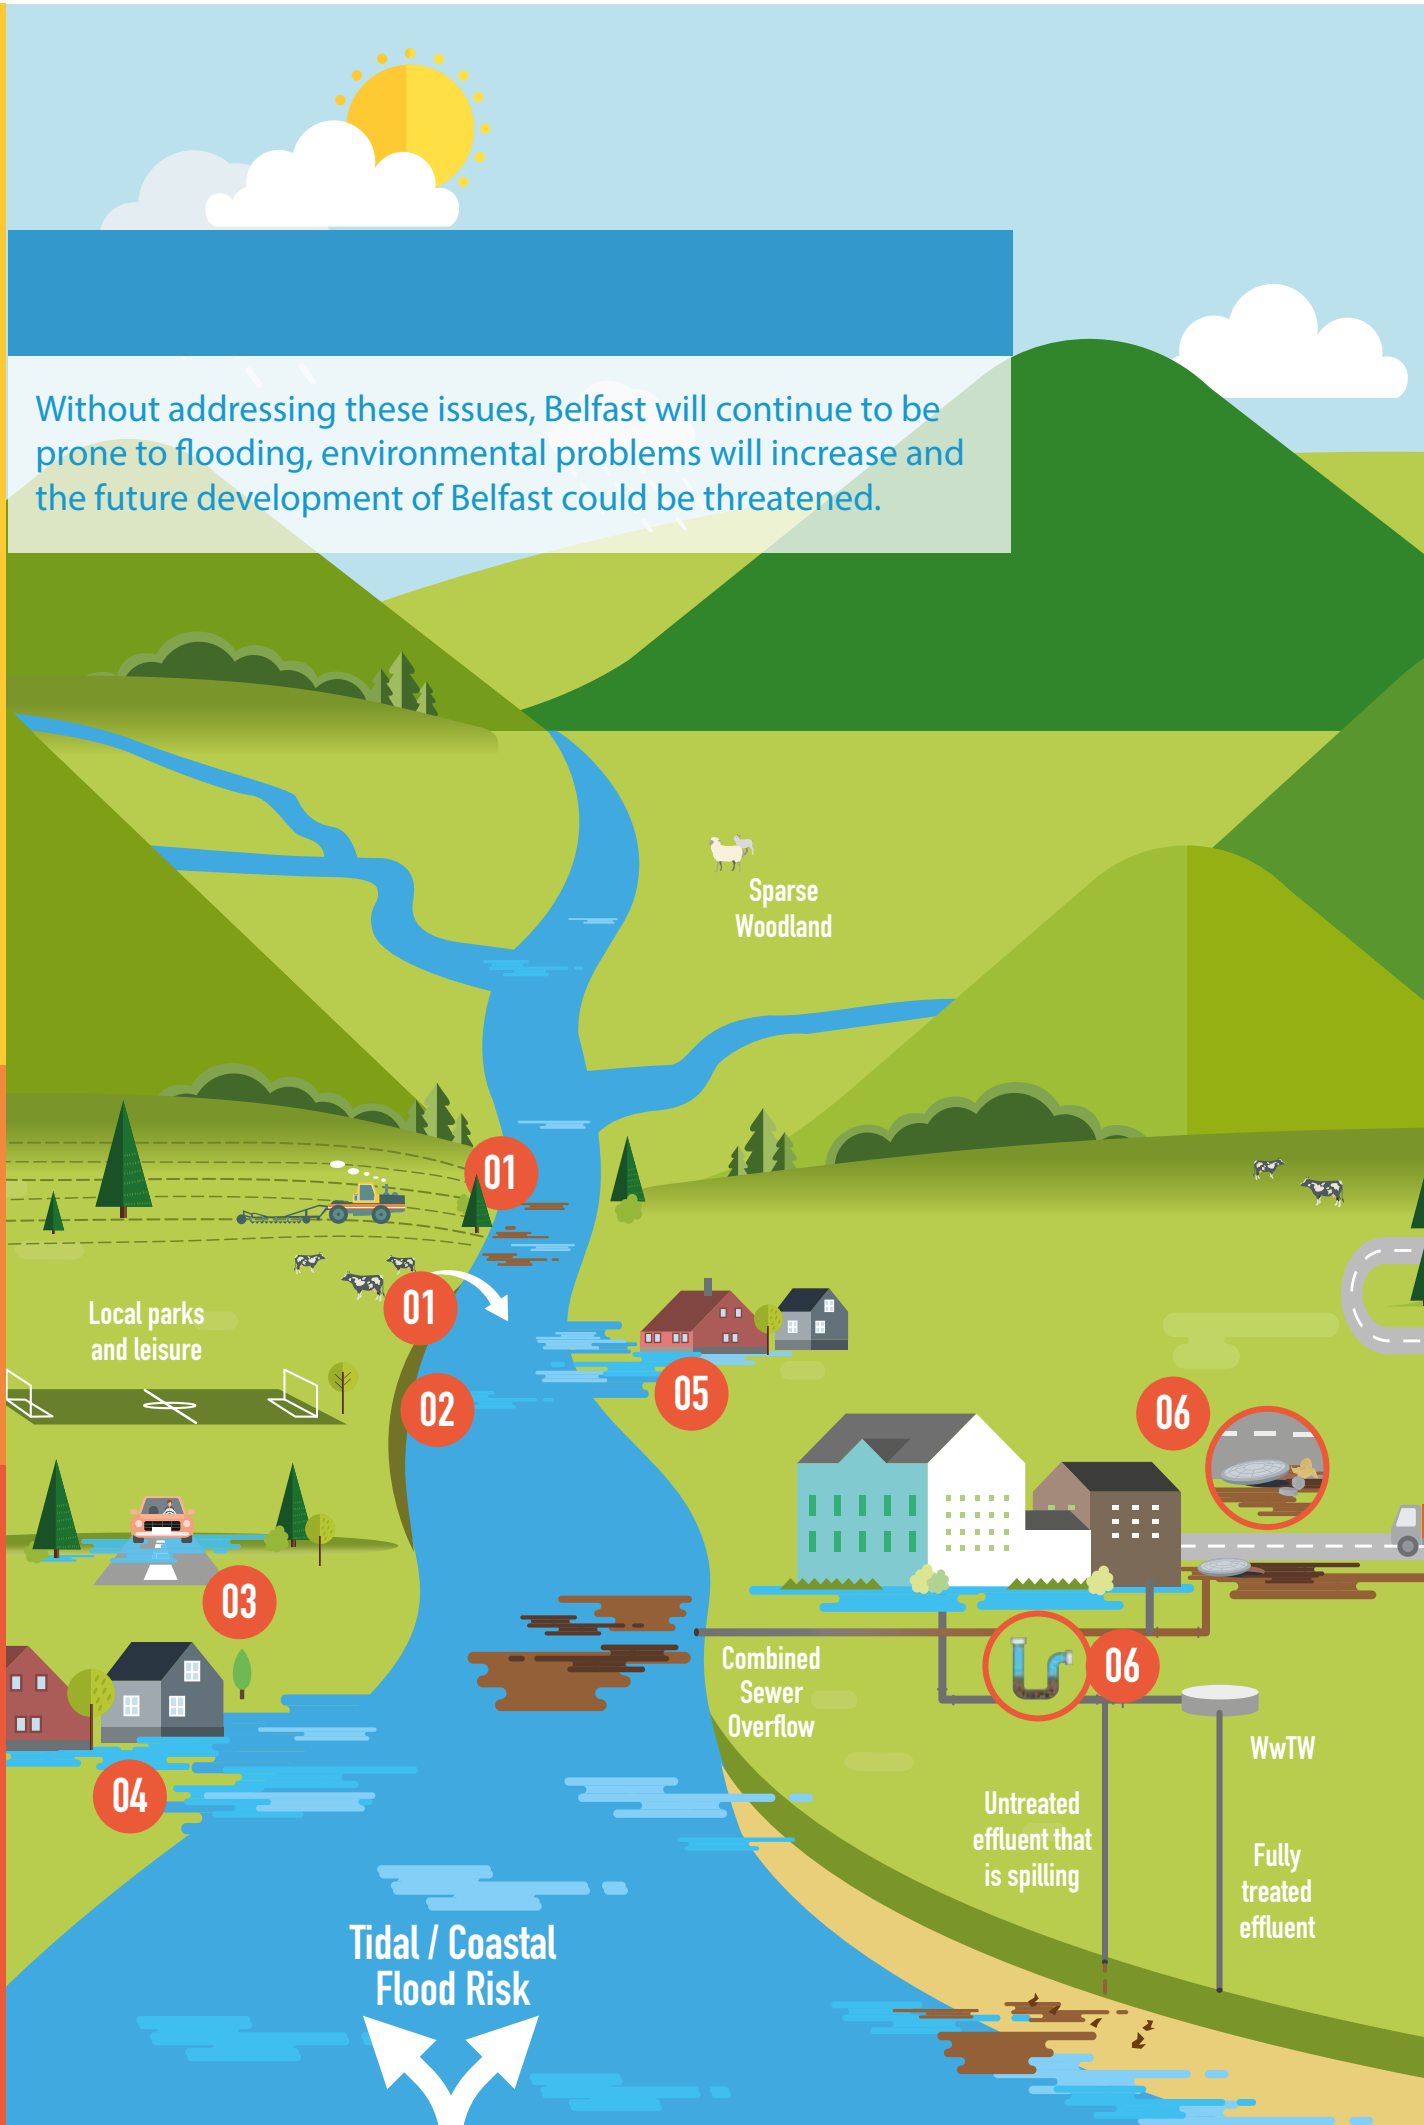 Without addressing these issues, Belfast will continue to be
prone to flooding, environmental problems will increase and
the future development of Belfast could be threatened.
Sparse
Woodland
01
01
Local parks
and leisure
02
05
06
03
Combined
Sewer
Overflow
06
WwTW
04
Untreated
effluent that
is spilling
Fully
treated
effluent
Tidal / Coastal
Flood Risk